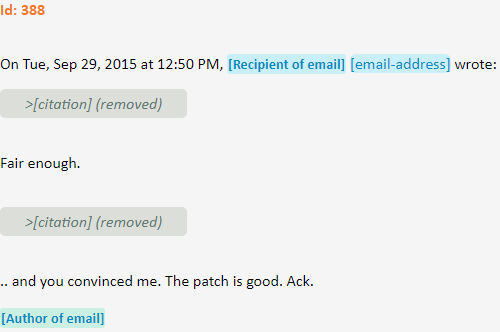 Id: 388
On Tue, Sep 29, 2015 at 12:50 PM, [Recipient of email] [email-address] wrote:
>[citation] (removed)
Fair enough.
>[citation] (removed)
.. and you convinced me. The patch is good. Ack.
[Author of email]